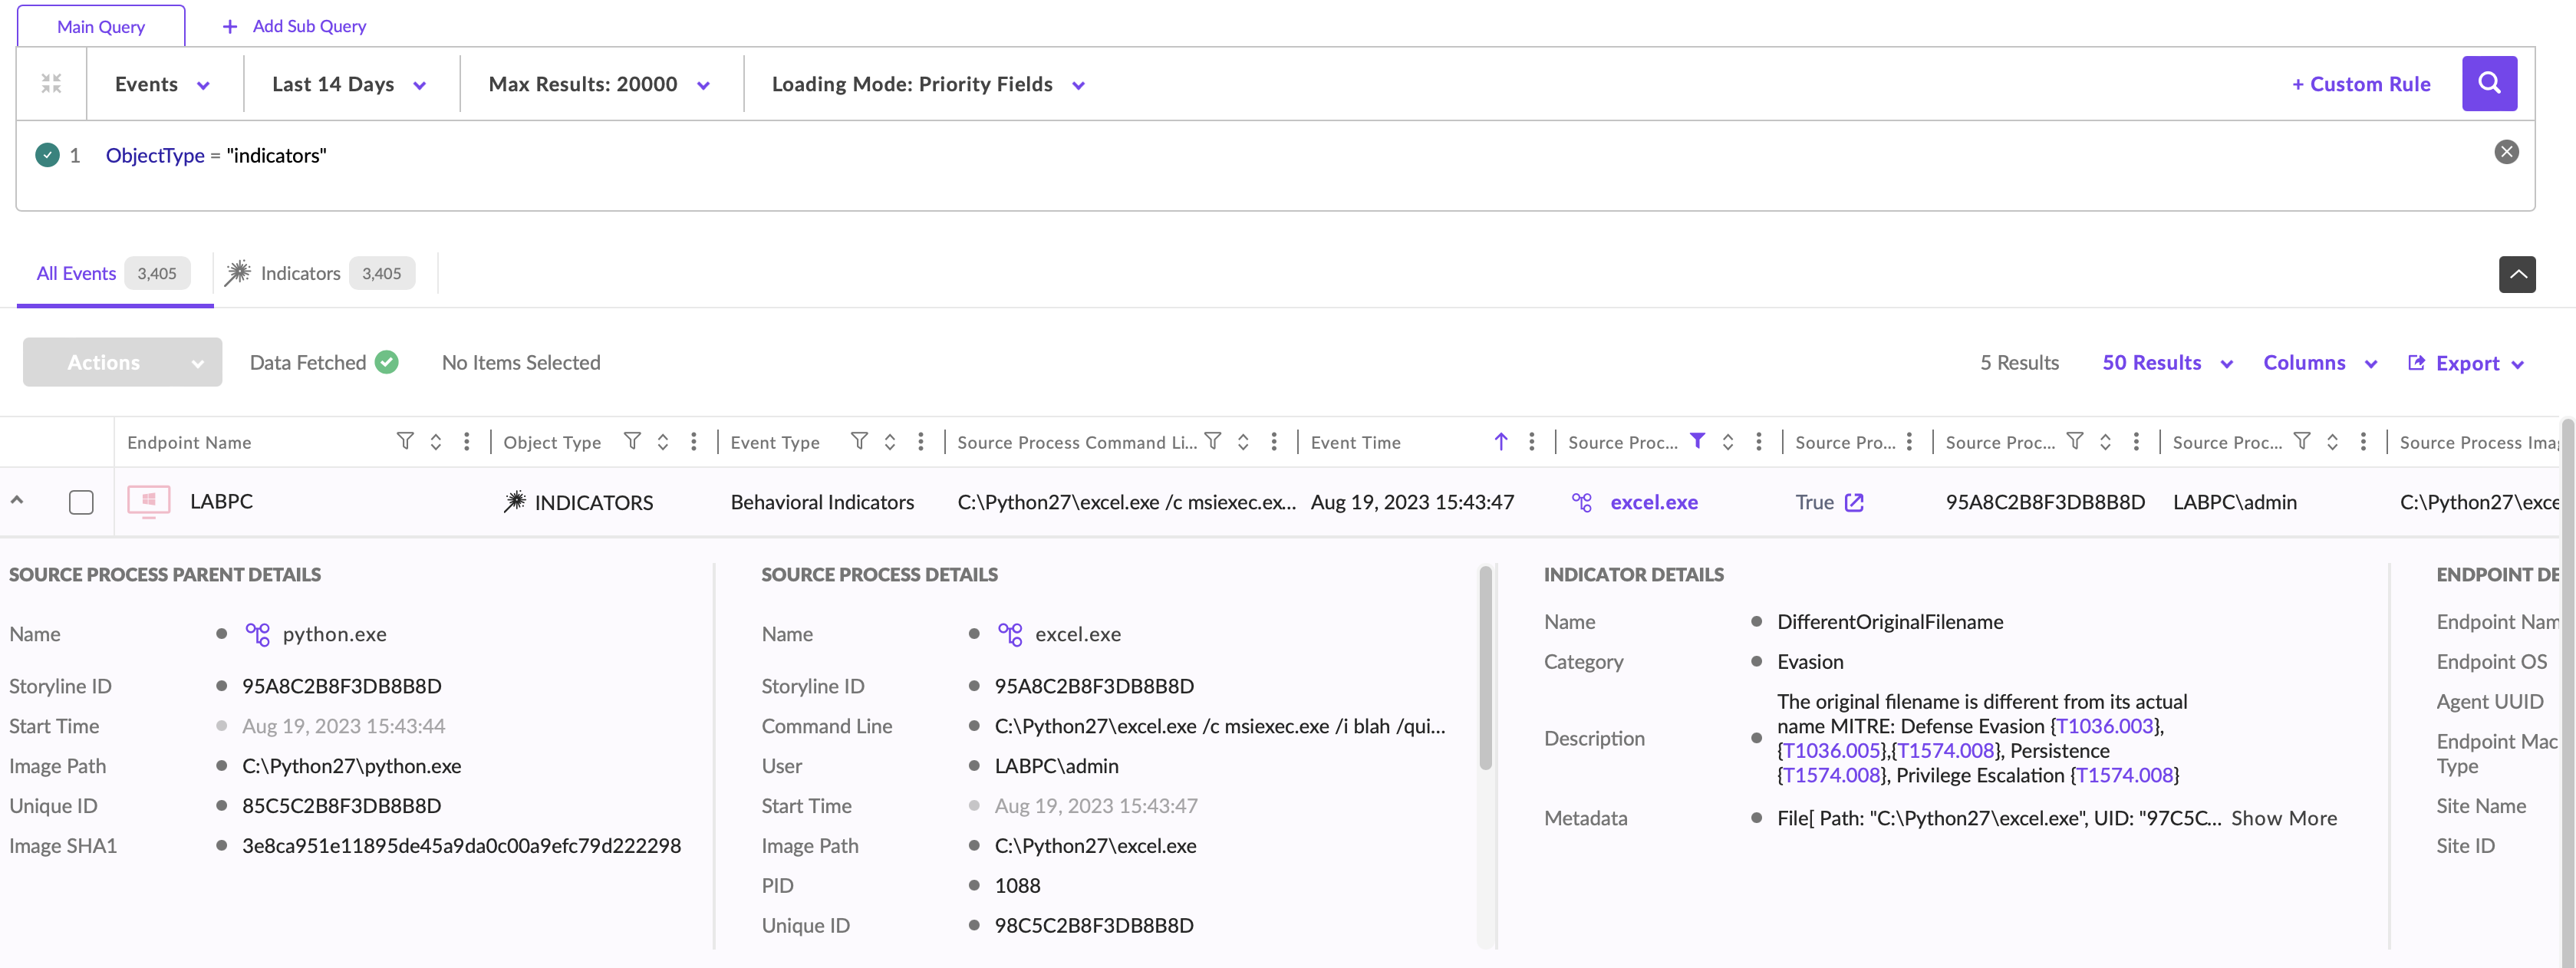 Main Query + Add Sub Query
Events Last 14 Days Max Results: 20000 Loading Mode: Priority Fields + Custom Rule
1 ObjectType = "indicators"
All Events 3,405 Indicators 3,405
Actions Data Fetched No Items Selected 5 Results 50 Results Columns Export
Endpoint Name Object Type Event Type Source Process Command Li... Event Time Source Proc... Source Pro... Source Proc... Source Proc... Source Process Ima
LABPC INDICATORS Behavioral Indicators C:\Python27\excel.exe /c msiexec.ex... Aug 19, 2023 15:43:47 excel.exe True 95A8C2B8F3DB8B8D LABPC\admin C:\Python27\exce
SOURCE PROCESS PARENT DETAILS
Name python.exe
Storyline ID 95A8C2B8F3DB8B8D
Start Time Aug 19, 2023 15:43:44
Image Path C:\Python27\python.exe
Unique ID 85C5C2B8F3DB8B8D
Image SHA1 3e8ca951e11895de45a9da0c00a9efc79d222298
SOURCE PROCESS DETAILS
Name excel.exe
Storyline ID 95A8C2B8F3DB8B8D
Command Line C:\Python27\excel.exe /c msiexec.exe /i blah /qui...
User LABPC\admin
Start Time Aug 19, 2023 15:43:47
Image Path C:\Python27\excel.exe
PID 1088
Unique ID 98C5C2B8F3DB8B8D
INDICATOR DETAILS
Name DifferentOriginalFilename
Category Evasion
Description The original filename is different from its actual
name MITRE: Defense Evasion {T1036.003},
{T1036.005},{T1574.008}, Persistence
{T1574.008}, Privilege Escalation {T1574.008}
Metadata File[ Path: "C:\Python27\excel.exe", UID: "97C5C... Show More
ENDPOINT DE
Endpoint Nam
Endpoint OS
Agent UUID
Endpoint Mac
Type
Site Name
Site ID